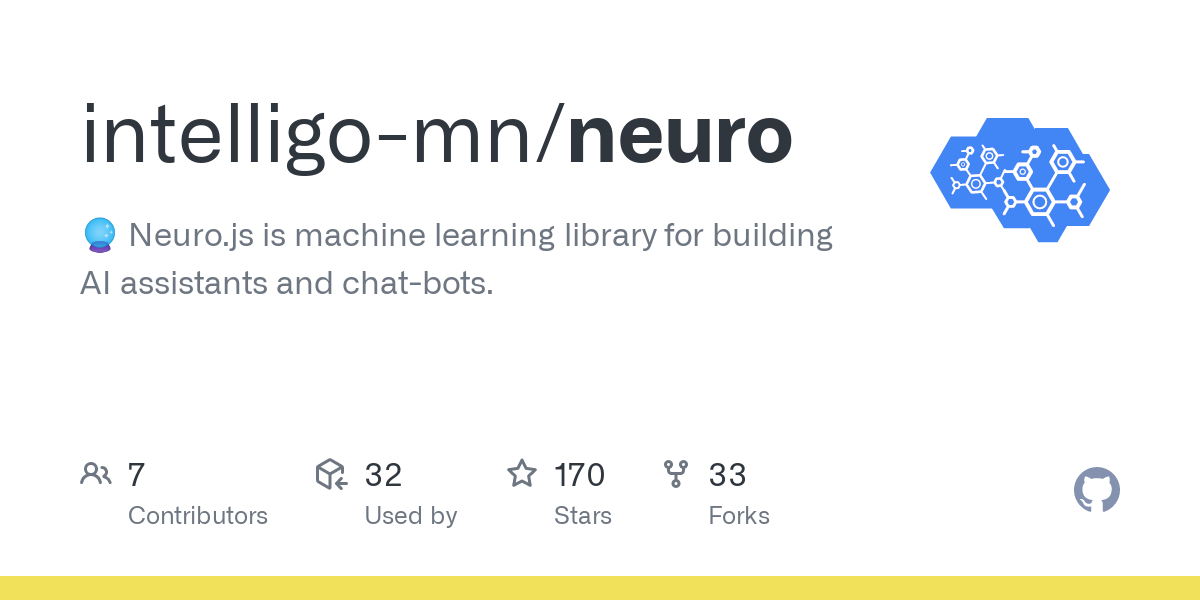 intelligo-mn/neuro
🔮 Neuro.js is machine learning library for building
AI assistants and chat-bots.
7
Contributors
32
Used by
170
Stars
33
Forks